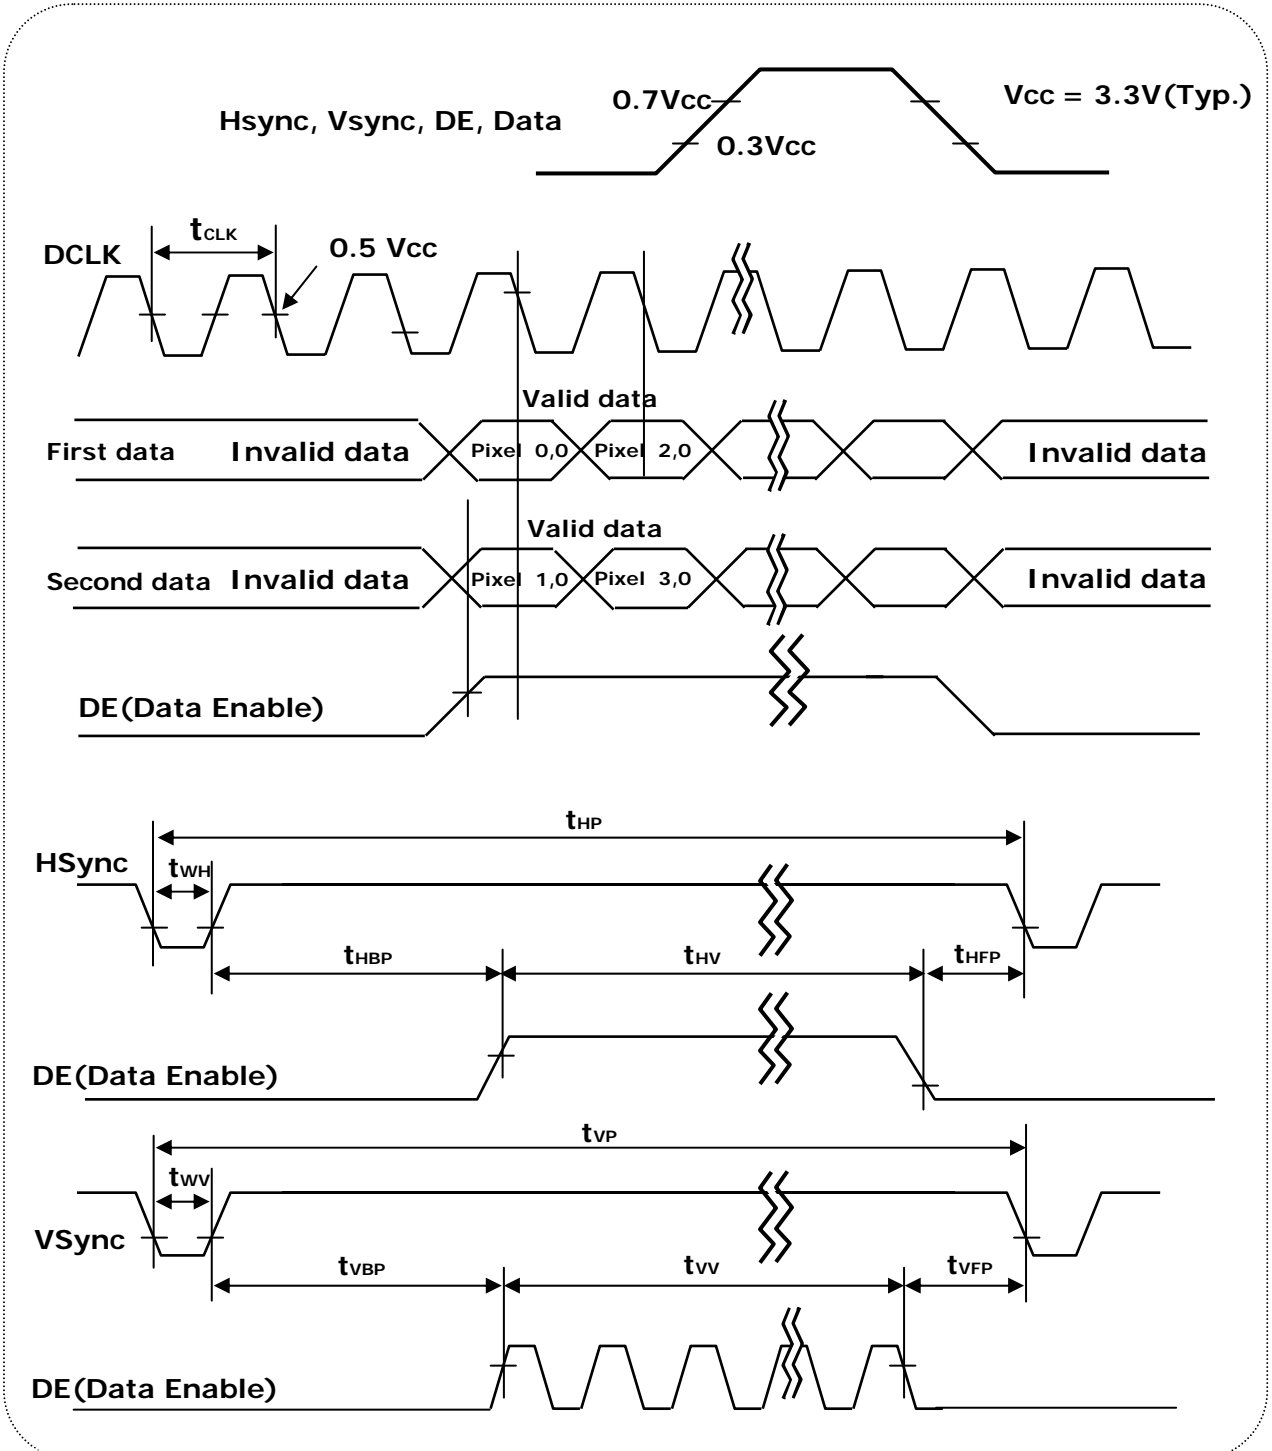 Hsync, Vsync, DE, Data
0.7Vcc
0.3Vcc
Vcc = 3.3V(Typ.)
DCLK
tCLK
0.5 Vcc
Valid data
First data
Invalid data
Pixel 0,0
Pixel 2,0
Invalid data
Valid data
Second data
Invalid data
Pixel 1,0
Pixel 3,0
Invalid data
DE(Data Enable)
tHP
HSync
tWH
tHBP
tHV
tHFP
DE(Data Enable)
tVP
tWV
VSync
tVBP
tVV
tVFP
DE(Data Enable)